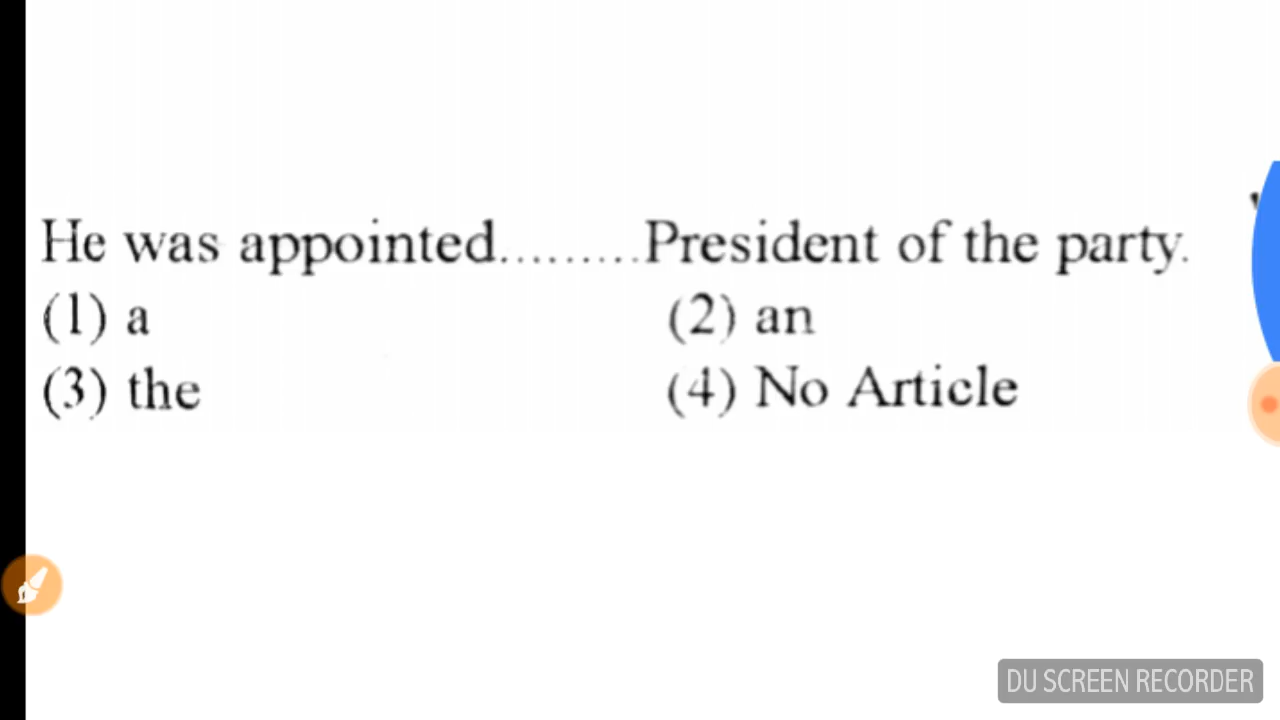 He was appointed.........President of the party.
(1) a (2) an
(3) the (4) No Article
DU SCREEN RECORDER